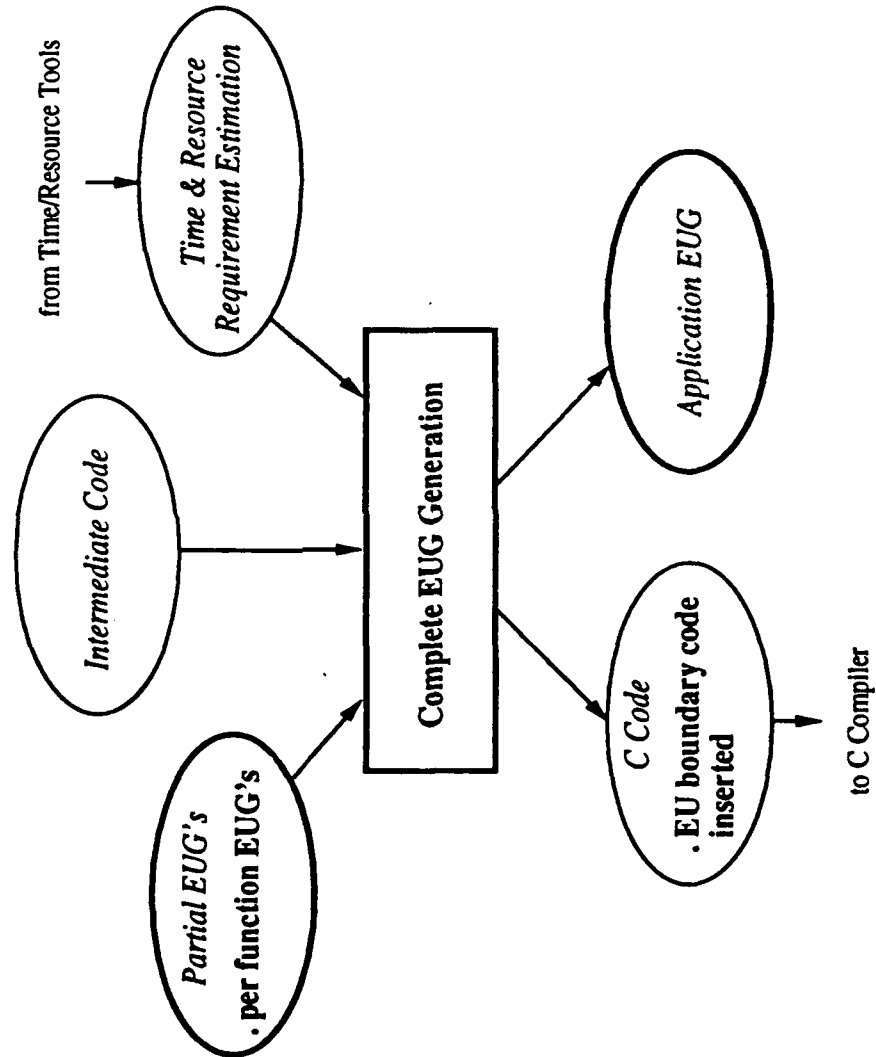 from Time/Resource Tools
Time & Resource
Requirement Estimation
Intermediate Code
Partial EUG's
. per function EUG's
Complete EUG Generation
Application EUG
C Code
. EU boundary code
inserted
to C Compiler